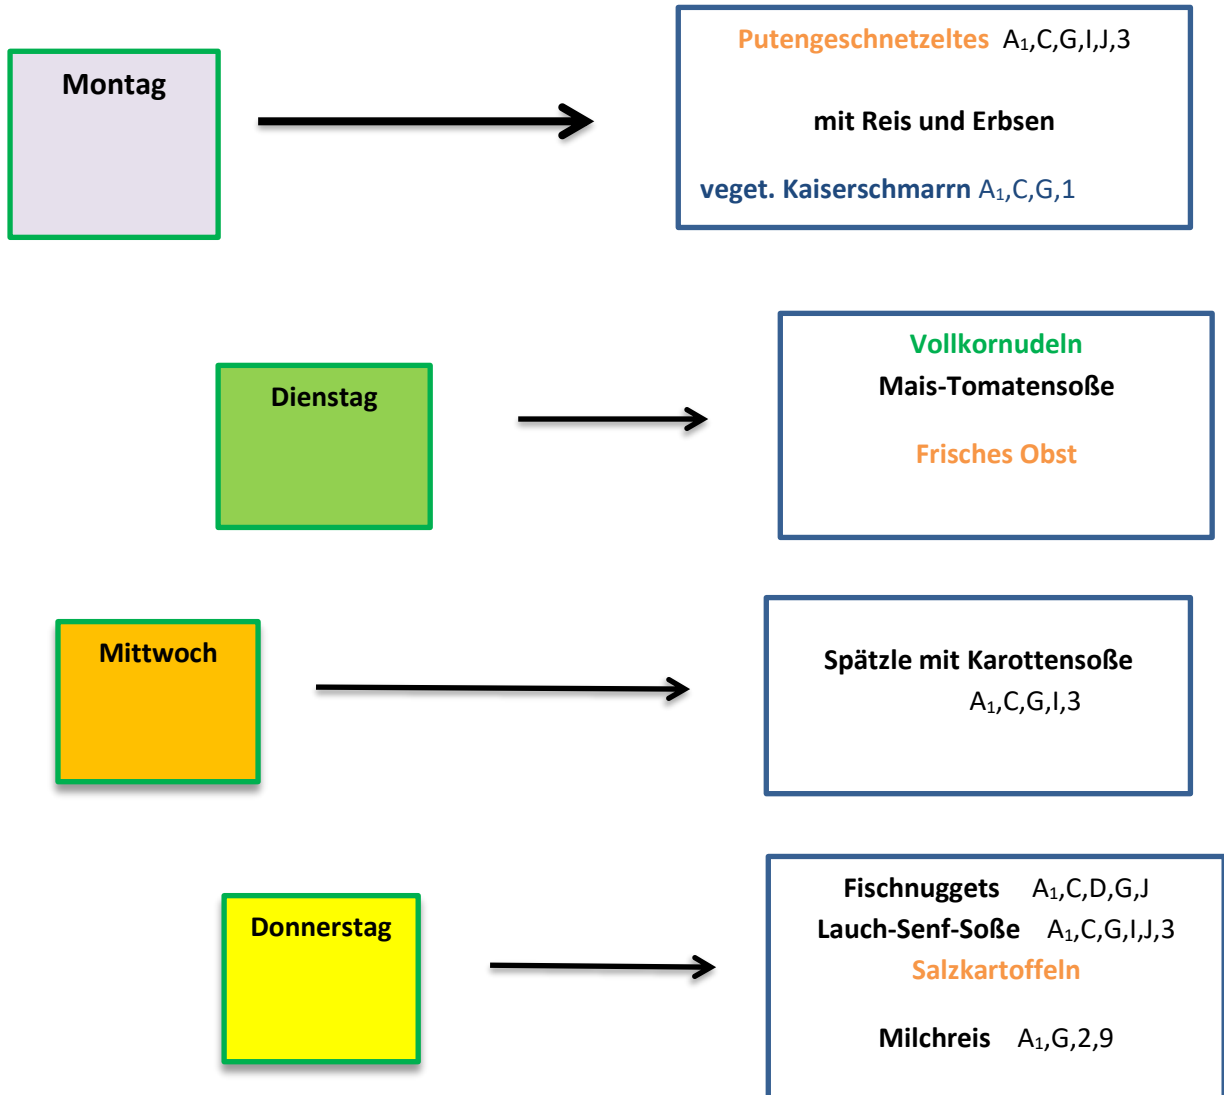 Montag
Putengeschnetzeltes A₁,C,G,I,J,3
mit Reis und Erbsen
veget. Kaiserschmarrn A₁,C,G,1
Dienstag
Vollkornudeln
Mais-Tomatensoße
Frisches Obst
Mittwoch
Spätzle mit Karottensoße
A₁,C,G,I,3
Donnerstag
Fischnuggets A₁,C,D,G,J
Lauch-Senf-Soße A₁,C,G,I,J,3
Salzkartoffeln
Milchreis A₁,G,2,9